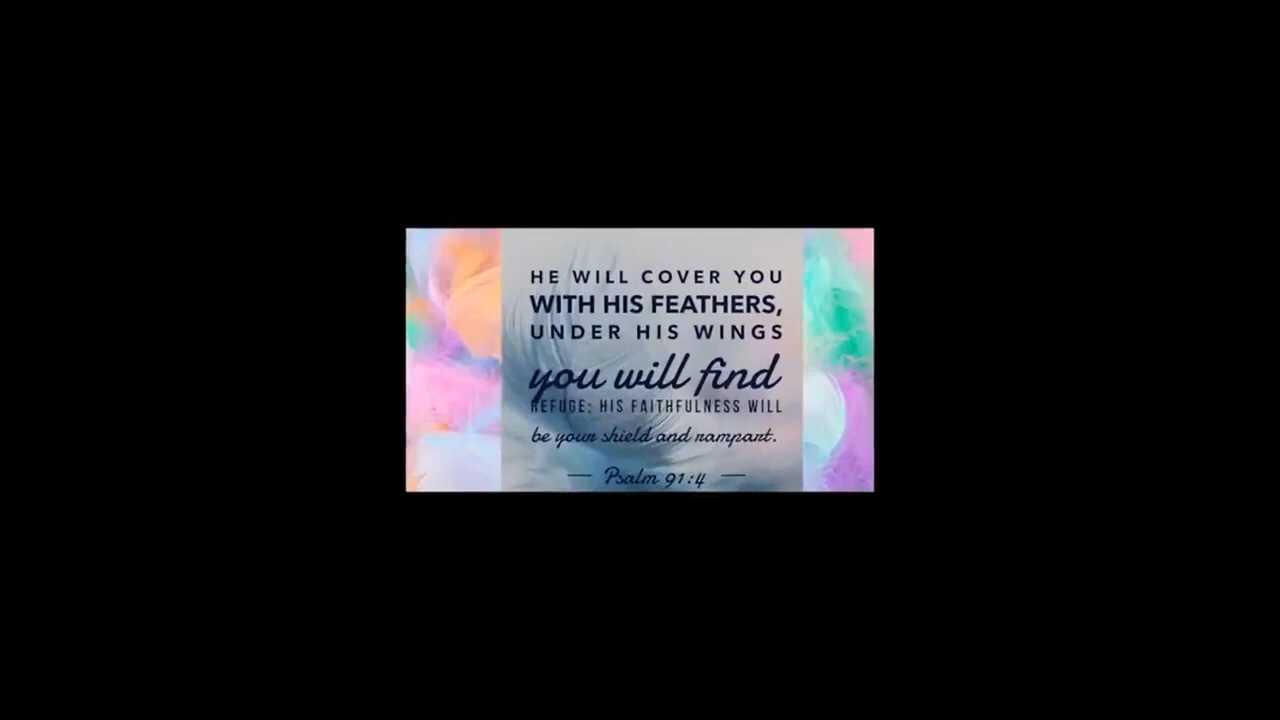 HE WILL COVER YOU
WITH HIS FEATHERS,
UNDER HIS WINGS
you will find
REFUGE; HIS FAITHFULNESS WILL
be your shield and rampart.
— Psalm 91:4 —